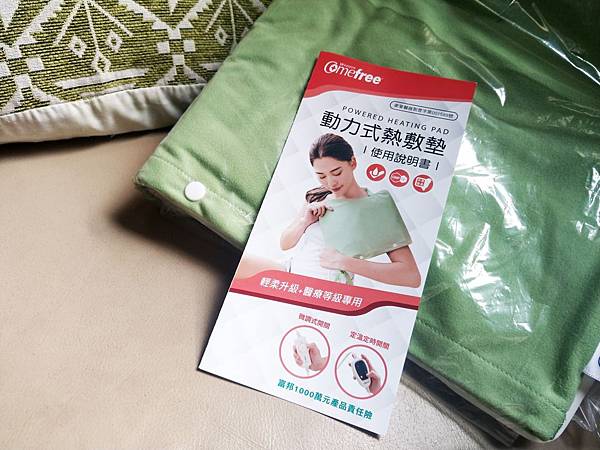 Comefree
POWERED HEATING PAD
動力式熱敷墊
使用說明書
輕柔升級+醫療等級專用
微調式開關
定溫定時開關
富邦1000萬元產品責任險